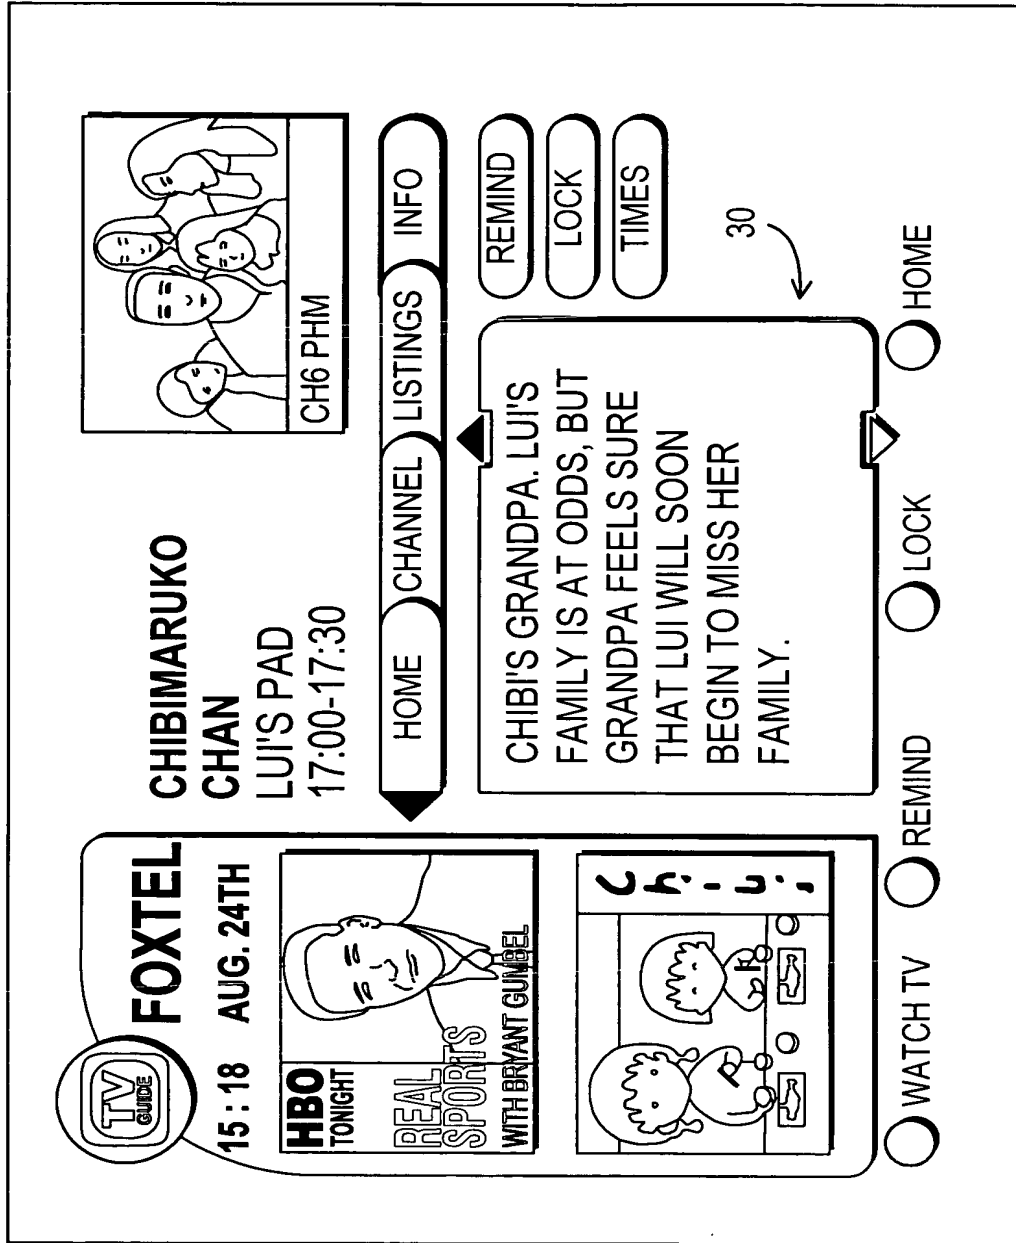 TV
GUIDE
FOXTEL
15:18 AUG. 24TH
HBO
TONIGHT
REAL
SPORTS
WITH BRYANT GUMBEL
CHIBIMARUKO
CHAN
LUI'S PAD
17:00-17:30
CH6 PHM
HOME CHANNEL LISTINGS INFO
CHIBI'S GRANDPA. LUI'S
FAMILY IS AT ODDS, BUT
GRANDPA FEELS SURE
THAT LUI WILL SOON
BEGIN TO MISS HER
FAMILY.
REMIND
LOCK
TIMES
30
WATCH TV REMIND LOCK HOME